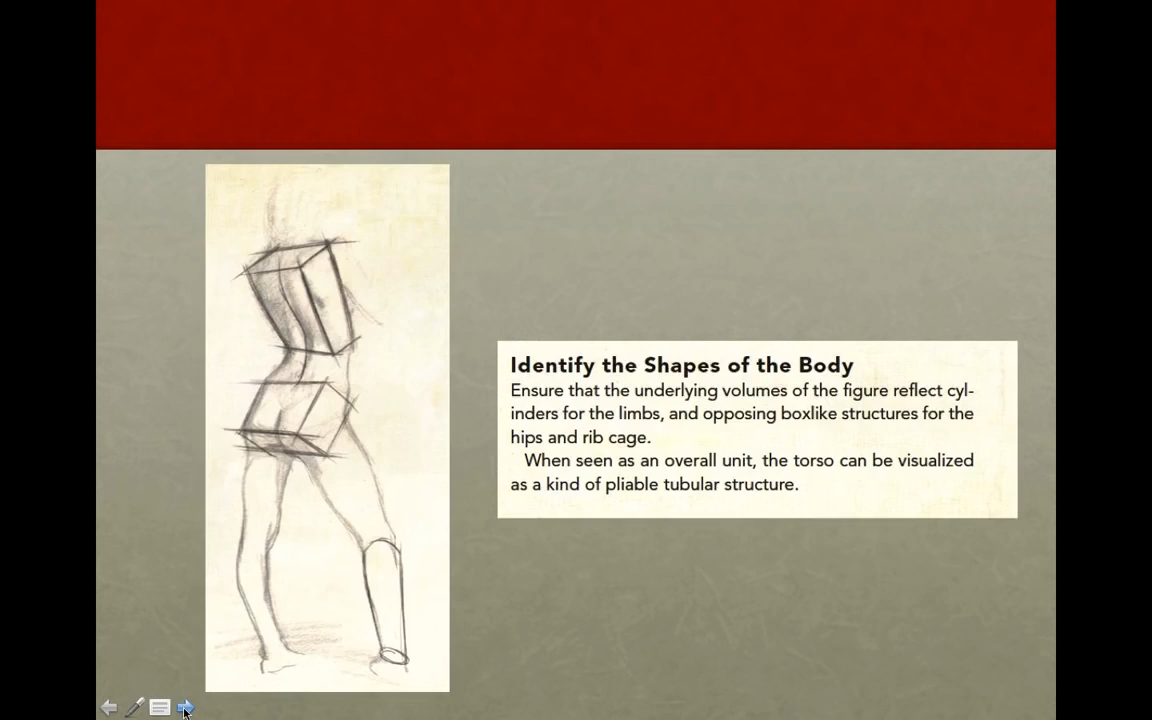 Identify the Shapes of the Body
Ensure that the underlying volumes of the figure reflect cyl-
inders for the limbs, and opposing boxlike structures for the
hips and rib cage.
When seen as an overall unit, the torso can be visualized
as a kind of pliable tubular structure.